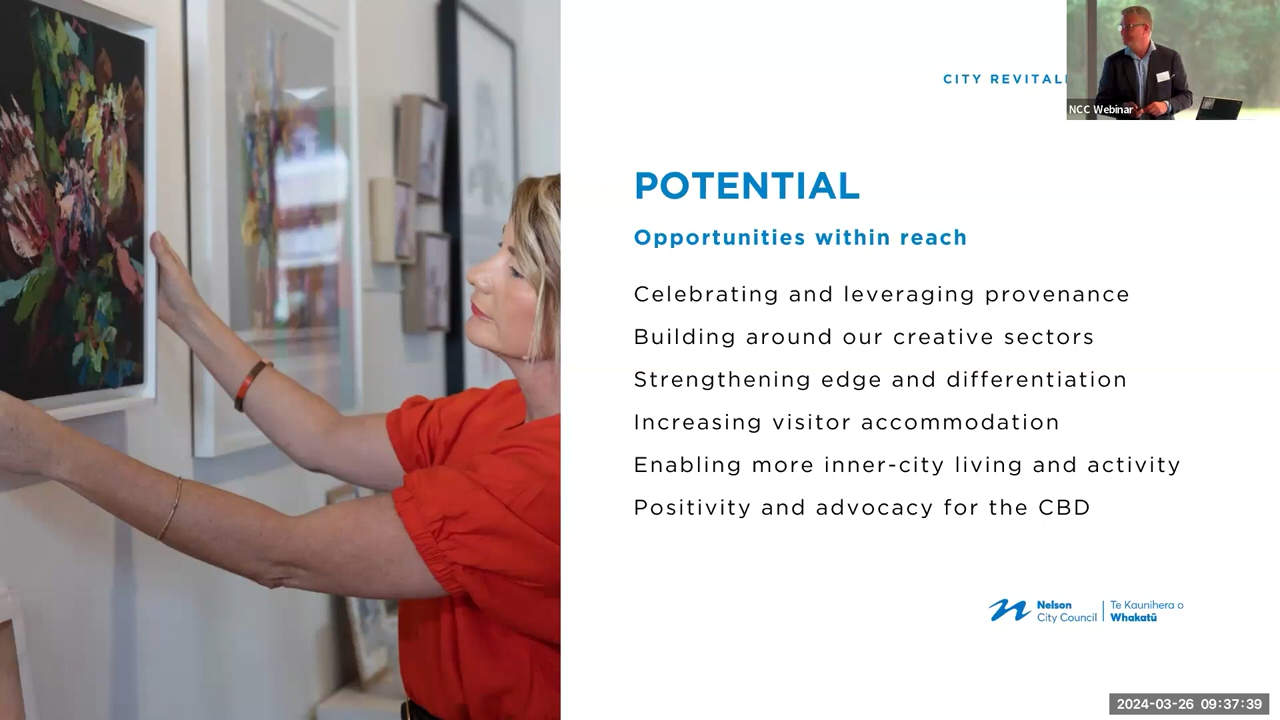 CITY REVITAL
NCC Webinar
POTENTIAL
Opportunities within reach
Celebrating and leveraging provenance
Building around our creative sectors
Strengthening edge and differentiation
Increasing visitor accommodation
Enabling more inner-city living and activity
Positivity and advocacy for the CBD
Nelson
City Council
Te Kaunihera o
Whakatū
2024-03-26 09:37:39